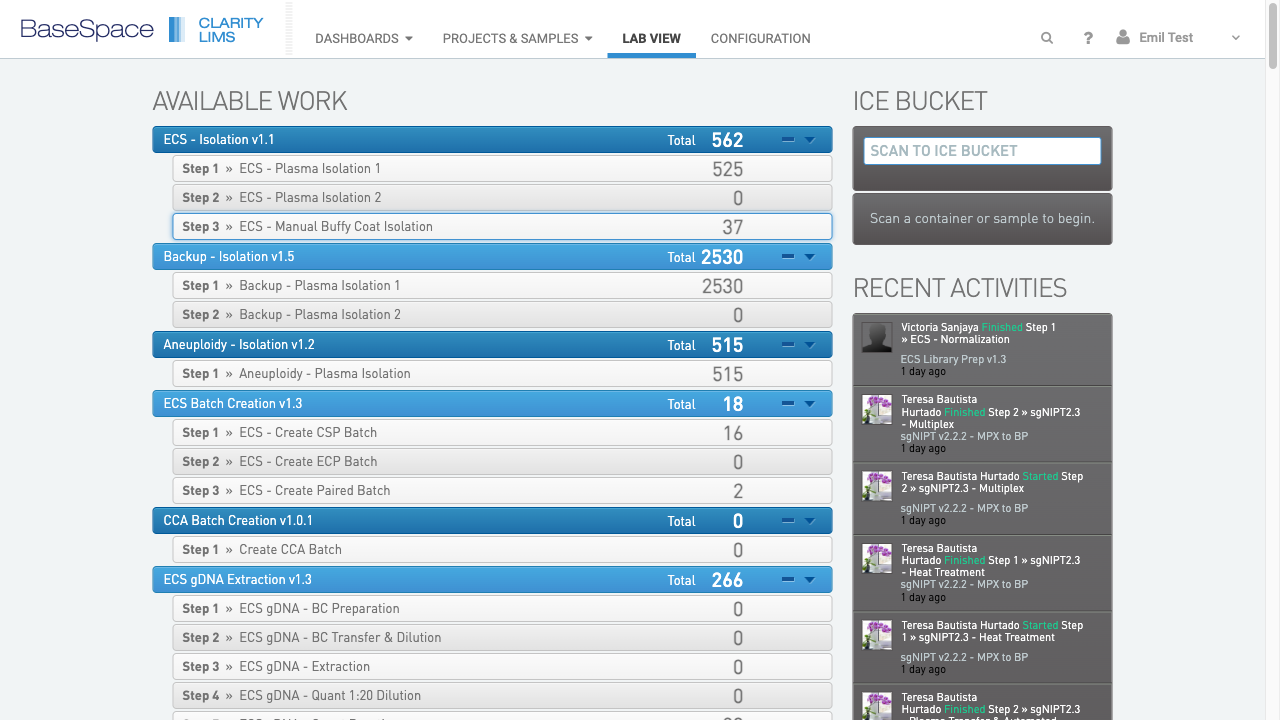 BaseSpace
CLARITY
LIMS
DASHBOARDS
PROJECTS & SAMPLES
LAB VIEW
CONFIGURATION
?
Emil Test
AVAILABLE WORK
ECS - Isolation v1.1 Total 562
Step 1 » ECS - Plasma Isolation 1 525
Step 2 » ECS - Plasma Isolation 2 0
Step 3 » ECS - Manual Buffy Coat Isolation 37
Backup - Isolation v1.5 Total 2530
Step 1 » Backup - Plasma Isolation 1 2530
Step 2 » Backup - Plasma Isolation 2 0
Aneuploidy - Isolation v1.2 Total 515
Step 1 » Aneuploidy - Plasma Isolation 515
ECS Batch Creation v1.3 Total 18
Step 1 » ECS - Create CSP Batch 16
Step 2 » ECS - Create ECP Batch 0
Step 3 » ECS - Create Paired Batch 2
CCA Batch Creation v1.0.1 Total 0
Step 1 » Create CCA Batch 0
ECS gDNA Extraction v1.3 Total 266
Step 1 » ECS gDNA - BC Preparation 0
Step 2 » ECS gDNA - BC Transfer & Dilution 0
Step 3 » ECS gDNA - Extraction 0
Step 4 » ECS gDNA - Quant 1:20 Dilution 0
ICE BUCKET
SCAN TO ICE BUCKET
Scan a container or sample to begin.
RECENT ACTIVITIES
Victoria Sanjaya Finished Step 1
» ECS - Normalization
ECS Library Prep v1.3
1 day ago
Teresa Bautista
Hurtado Finished Step 2 » sgNIPT2.3
- Multiplex
sgNIPT v2.2.2 - MPX to BP
1 day ago
Teresa Bautista Hurtado Started Step
2 » sgNIPT2.3 - Multiplex
sgNIPT v2.2.2 - MPX to BP
1 day ago
Teresa Bautista
Hurtado Finished Step 1 » sgNIPT2.3
- Heat Treatment
sgNIPT v2.2.2 - MPX to BP
1 day ago
Teresa Bautista Hurtado Started Step
1 » sgNIPT2.3 - Heat Treatment
sgNIPT v2.2.2 - MPX to BP
1 day ago
Teresa Bautista
Hurtado Finished Step 2 » sgNIPT2.3